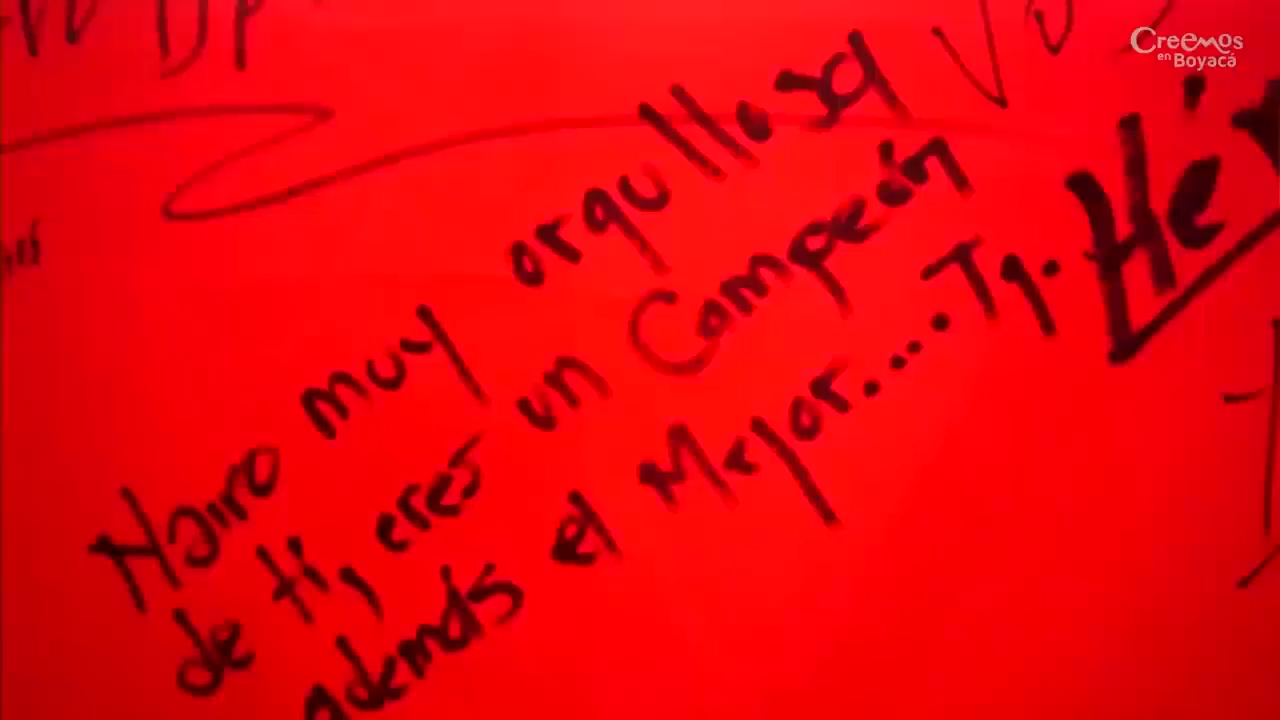 Creemos
en Boyacá
Nairo muy orgullosa
de ti, eres un Campeón
además el Mejor.... Tq.